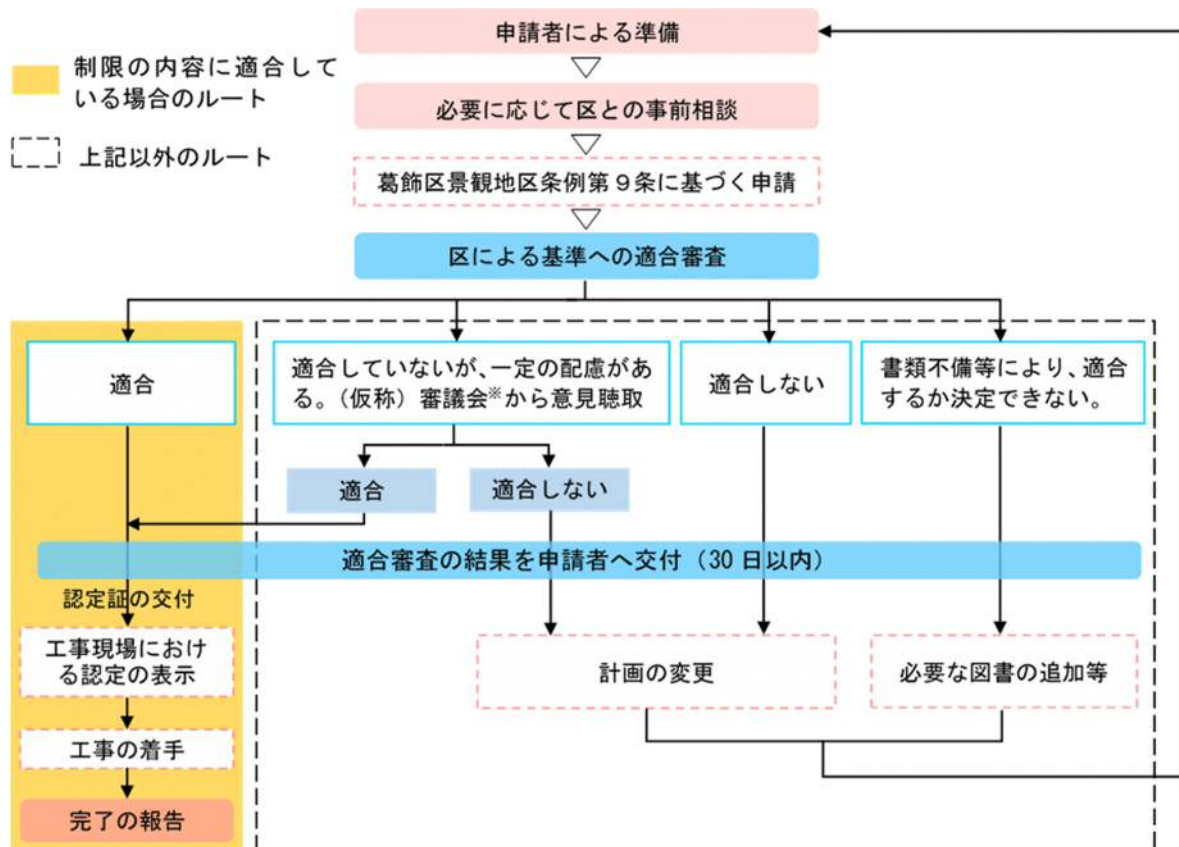 申請者による準備
制限の内容に適合して
いる場合のルート
必要に応じて区との事前相談
上記以外のルート
葛飾区景観地区条例第９条に基づく申請
区による基準への適合審査
適合
適合していないが、一定の配慮があ
る。（仮称）審議会※から意見聴取
適合しない
書類不備等により、適合
するか決定できない。
適合
適合しない
適合審査の結果を申請者へ交付（30 日以内）
認定証の交付
工事現場におけ
る認定の表示
計画の変更
必要な図書の追加等
工事の着手
完了の報告